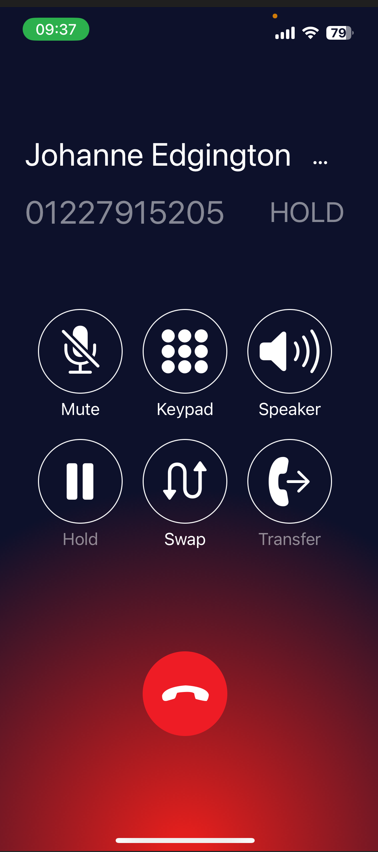 09:37
79
Johanne Edgington ...
01227915205 HOLD
Mute Keypad Speaker
Hold Swap Transfer